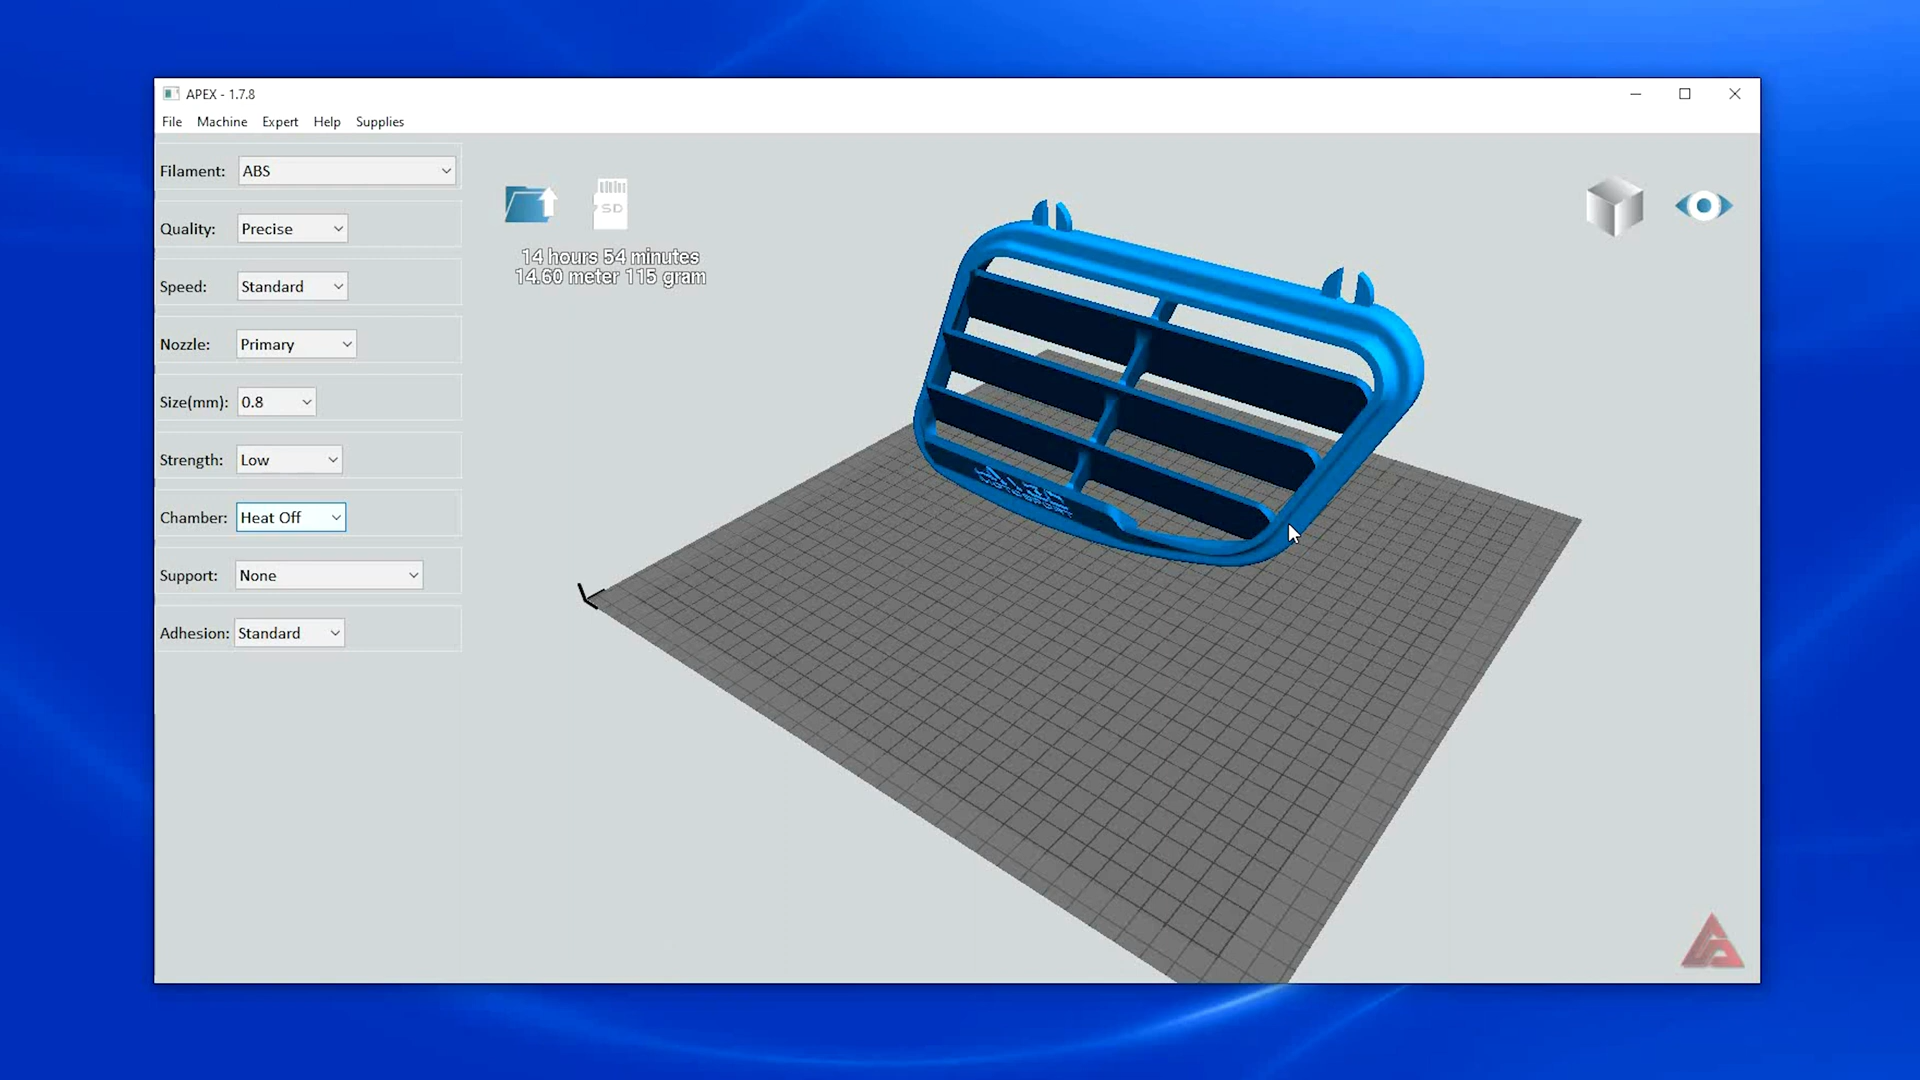 APEX - 1.7.8
File Machine Expert Help Supplies
Filament: ABS
Quality: Precise
Speed: Standard
Nozzle: Primary
Size(mm): 0.8
Strength: Low
Chamber: Heat Off
Support: None
Adhesion: Standard
SD
14 hours 54 minutes
14.60 meter 115 gram